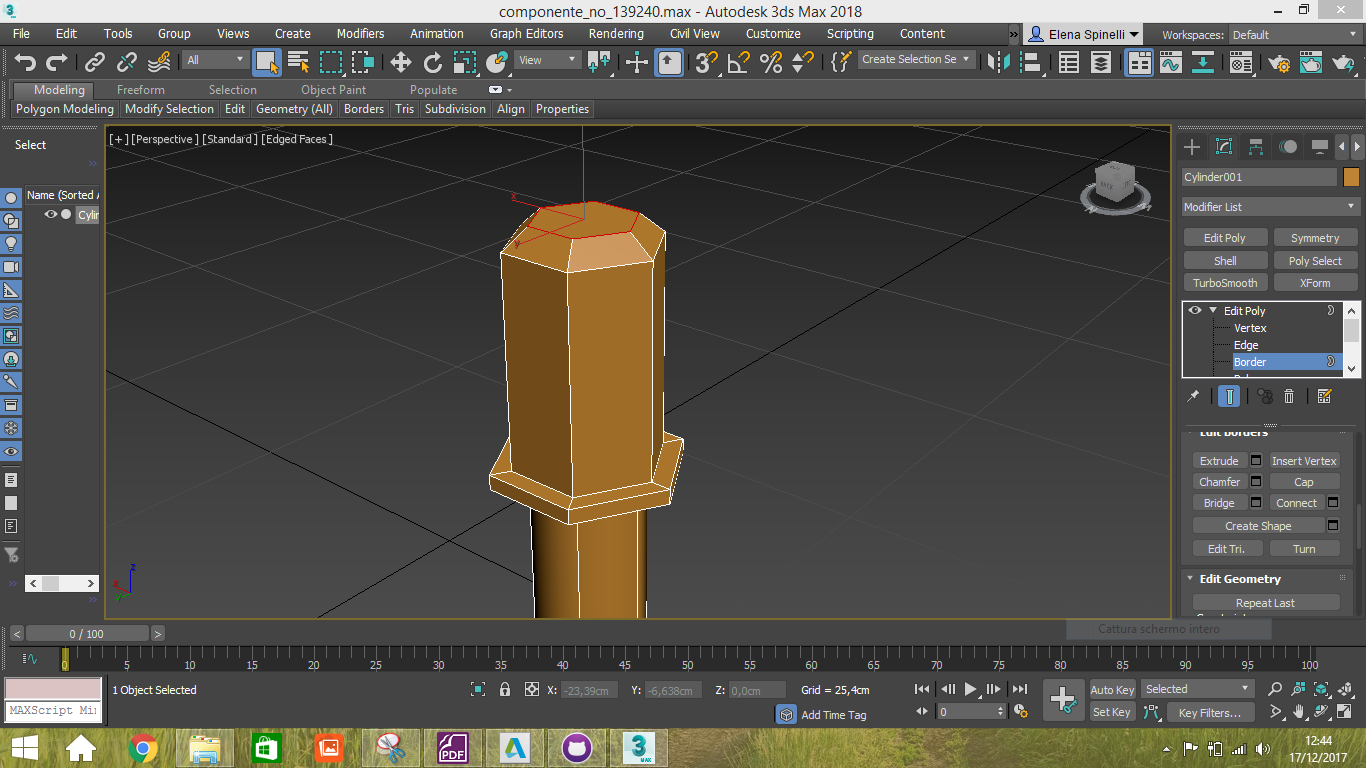 componente_no_139240.max - Autodesk 3ds Max 2018
File Edit Tools Group Views Create Modifiers Animation Graph Editors Rendering Civil View Customize Scripting Content » Elena Spinelli Workspaces: Default
All View Create Selection Se
Modeling Freeform Selection Object Paint Populate
Polygon Modeling Modify Selection Edit Geometry (All) Borders Tris Subdivision Align Properties
Select
Name (Sorted A
Cylin
[+] [Perspective] [Standard] [Edged Faces]
x
y
z
x
y
Cylinder001
Modifier List
Edit Poly Symmetry
Shell Poly Select
TurboSmooth XForm
Edit Poly
Vertex
Edge
Border
Edit Borders
Extrude Insert Vertex
Chamfer Cap
Bridge Connect
Create Shape
Edit Tri. Turn
Edit Geometry
Repeat Last
Cattura schermo intero
< 0 / 100 >
0 5 10 15 20 25 30 35 40 45 50 55 60 65 70 75 80 85 90 95 100
MAXScript Min
1 Object Selected
X: -23,39cm Y: -6,638cm Z: 0,0cm Grid = 25,4cm
Add Time Tag
0
Auto Key Selected
Set Key Key Filters...
PDF
3
MAX
12:44
17/12/2017